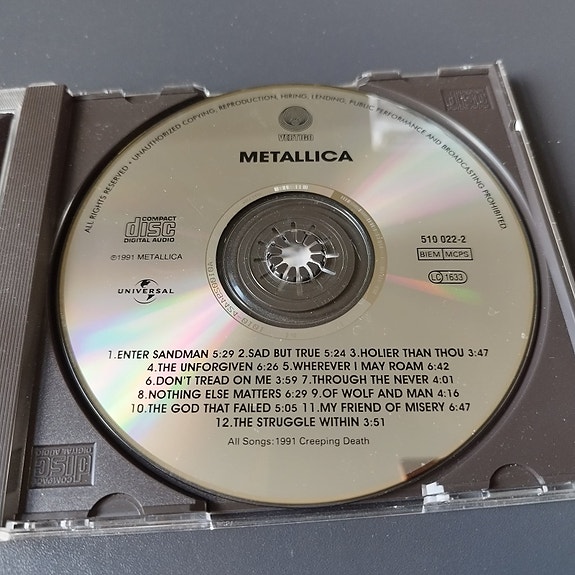 ALL RIGHTS RESERVED • UNAUTHORIZED COPYING, REPRODUCTION, HIRING, LENDING, PUBLIC PERFORMANCE AND BROADCASTING PROHIBITED
VERTIGO
METALLICA
COMPACT
disc
DIGITAL AUDIO
510 022-2
BIEM MCPS
℗©1991 METALLICA
LC 1633
UNIVERSAL
1.ENTER SANDMAN 5:29 2.SAD BUT TRUE 5:24 3.HOLIER THAN THOU 3:47
4.THE UNFORGIVEN 6:26 5.WHEREVER I MAY ROAM 6:42
6.DON'T TREAD ON ME 3:59 7.THROUGH THE NEVER 4:01
8.NOTHING ELSE MATTERS 6:29 9.OF WOLF AND MAN 4:16
10.THE GOD THAT FAILED 5:05 11.MY FRIEND OF MISERY 6:47
12.THE STRUGGLE WITHIN 3:51
All Songs:1991 Creeping Death
COMPACT
disc
DIGITAL AUDIO